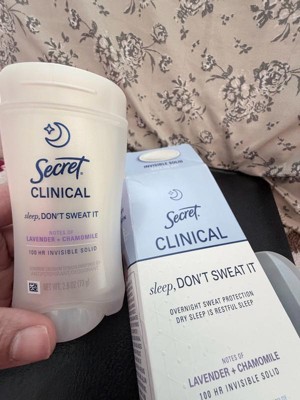 Secret
CLINICAL
sleep, DON'T SWEAT IT
NOTES OF
LAVENDER + CHAMOMILE
100 HR INVISIBLE SOLID
INVISIBLE SOLID
Secret
CLINICAL
sleep, DON'T SWEAT IT
OVERNIGHT SWEAT PROTECTION
DRY SLEEP IS RESTFUL SLEEP
NOTES OF
LAVENDER + CHAMOMILE
100 HR INVISIBLE SOLID